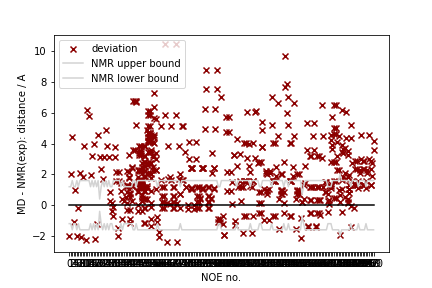 deviation
NMR upper bound
NMR lower bound
MD - NMR(exp): distance / A
10
8
6
4
2
0
−2
NOE no.